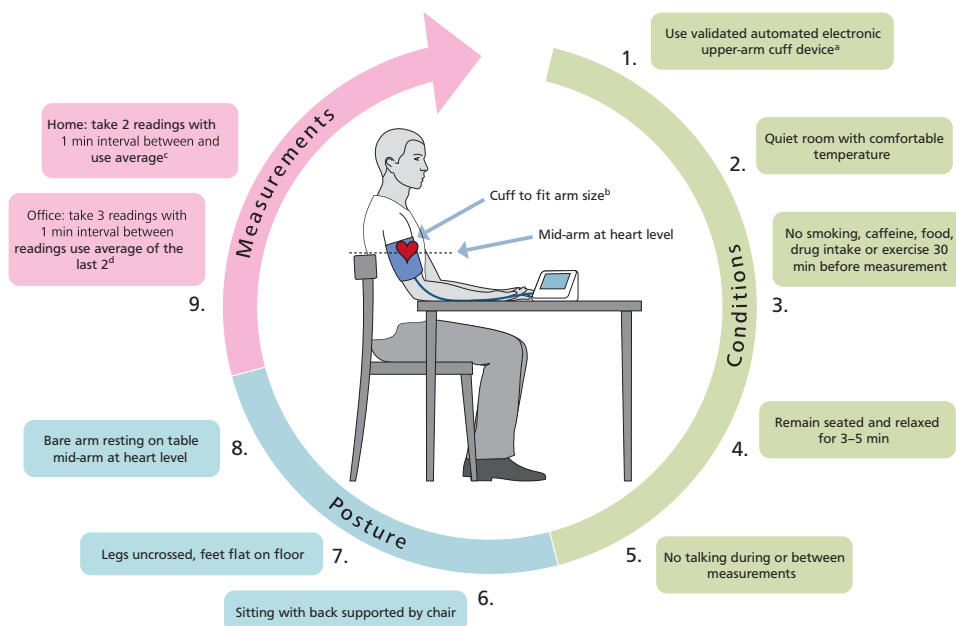 1.
Use validated automated electronic
upper-arm cuff deviceᵃ
2.
Quiet room with comfortable
temperature
3.
No smoking, caffeine, food,
drug intake or exercise 30
min before measurement
Conditions
4.
Remain seated and relaxed
for 3–5 min
5.
No talking during or between
measurements
6.
Sitting with back supported by chair
7.
Legs uncrossed, feet flat on floor
Posture
8.
Bare arm resting on table
mid-arm at heart level
9.
Office: take 3 readings with
1 min interval between
readings use average of the
last 2ᵈ
Home: take 2 readings with
1 min interval between and
use averageᶜ
Measurements
Cuff to fit arm sizeᵇ
Mid-arm at heart level